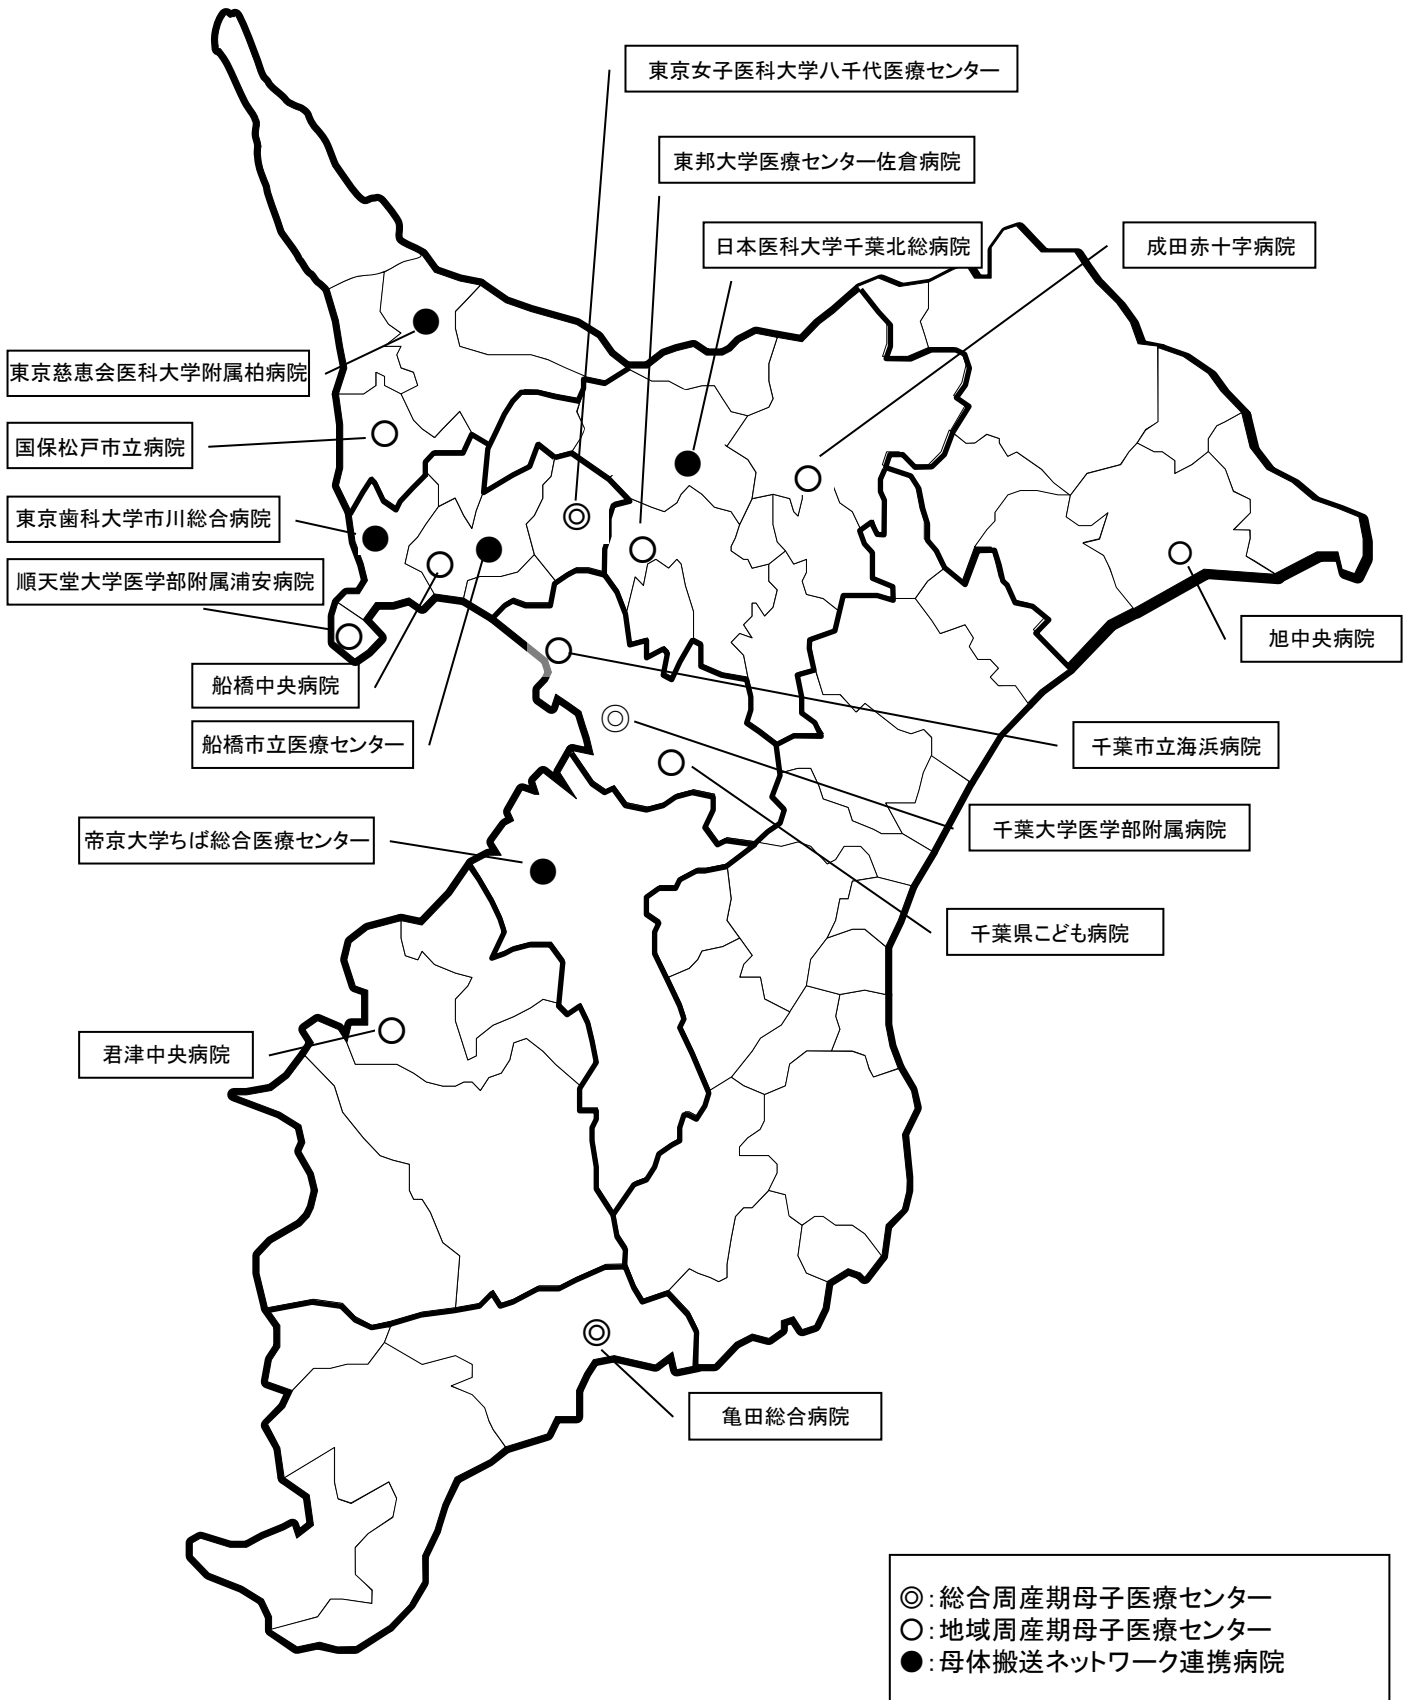 東京女子医科大学八千代医療センター
東邦大学医療センター佐倉病院
日本医科大学千葉北総病院
成田赤十字病院
東京慈恵会医科大学附属柏病院
国保松戸市立病院
東京歯科大学市川総合病院
順天堂大学医学部附属浦安病院
旭中央病院
船橋中央病院
船橋市立医療センター
千葉市立海浜病院
千葉大学医学部附属病院
帝京大学ちば総合医療センター
千葉県こども病院
君津中央病院
亀田総合病院
◎：総合周産期母子医療センター
○：地域周産期母子医療センター
●：母体搬送ネットワーク連携病院